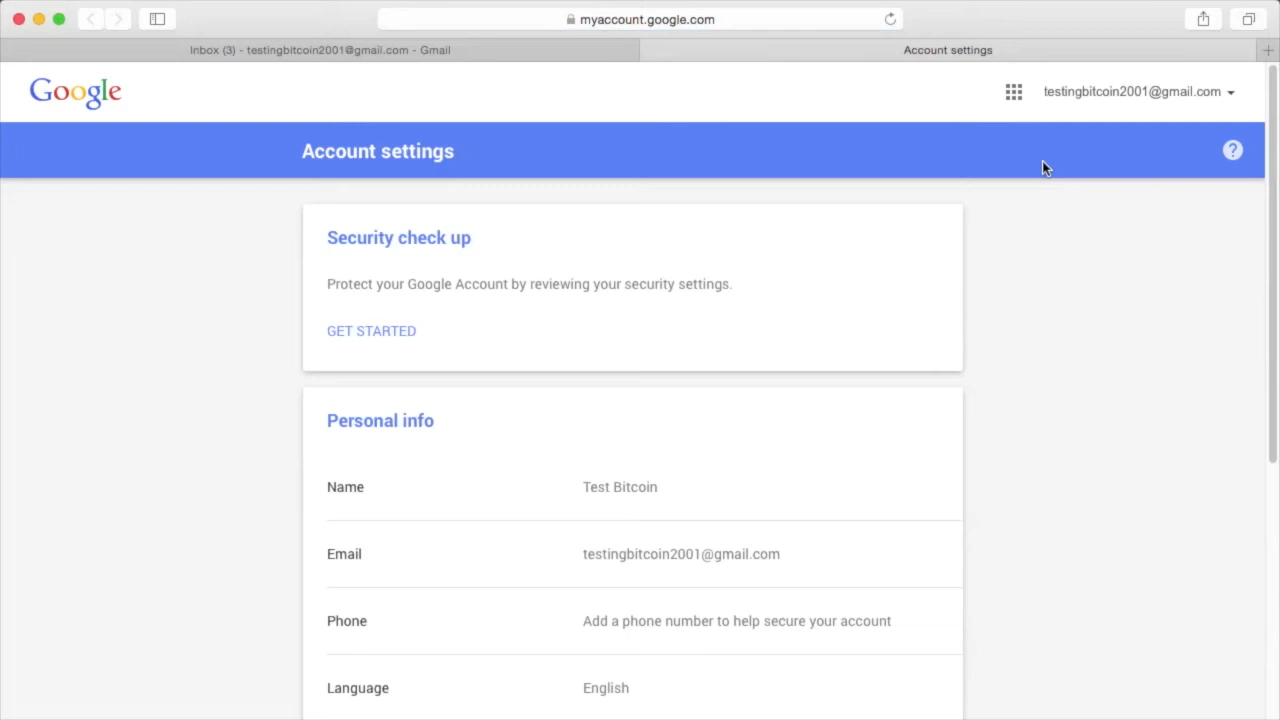 myaccount.google.com
Inbox (3) - testingbitcoin2001@gmail.com - Gmail
Account settings
Google
testingbitcoin2001@gmail.com
Account settings
?
Security check up
Protect your Google Account by reviewing your security settings.
GET STARTED
Personal info
Name Test Bitcoin
Email testingbitcoin2001@gmail.com
Phone Add a phone number to help secure your account
Language English